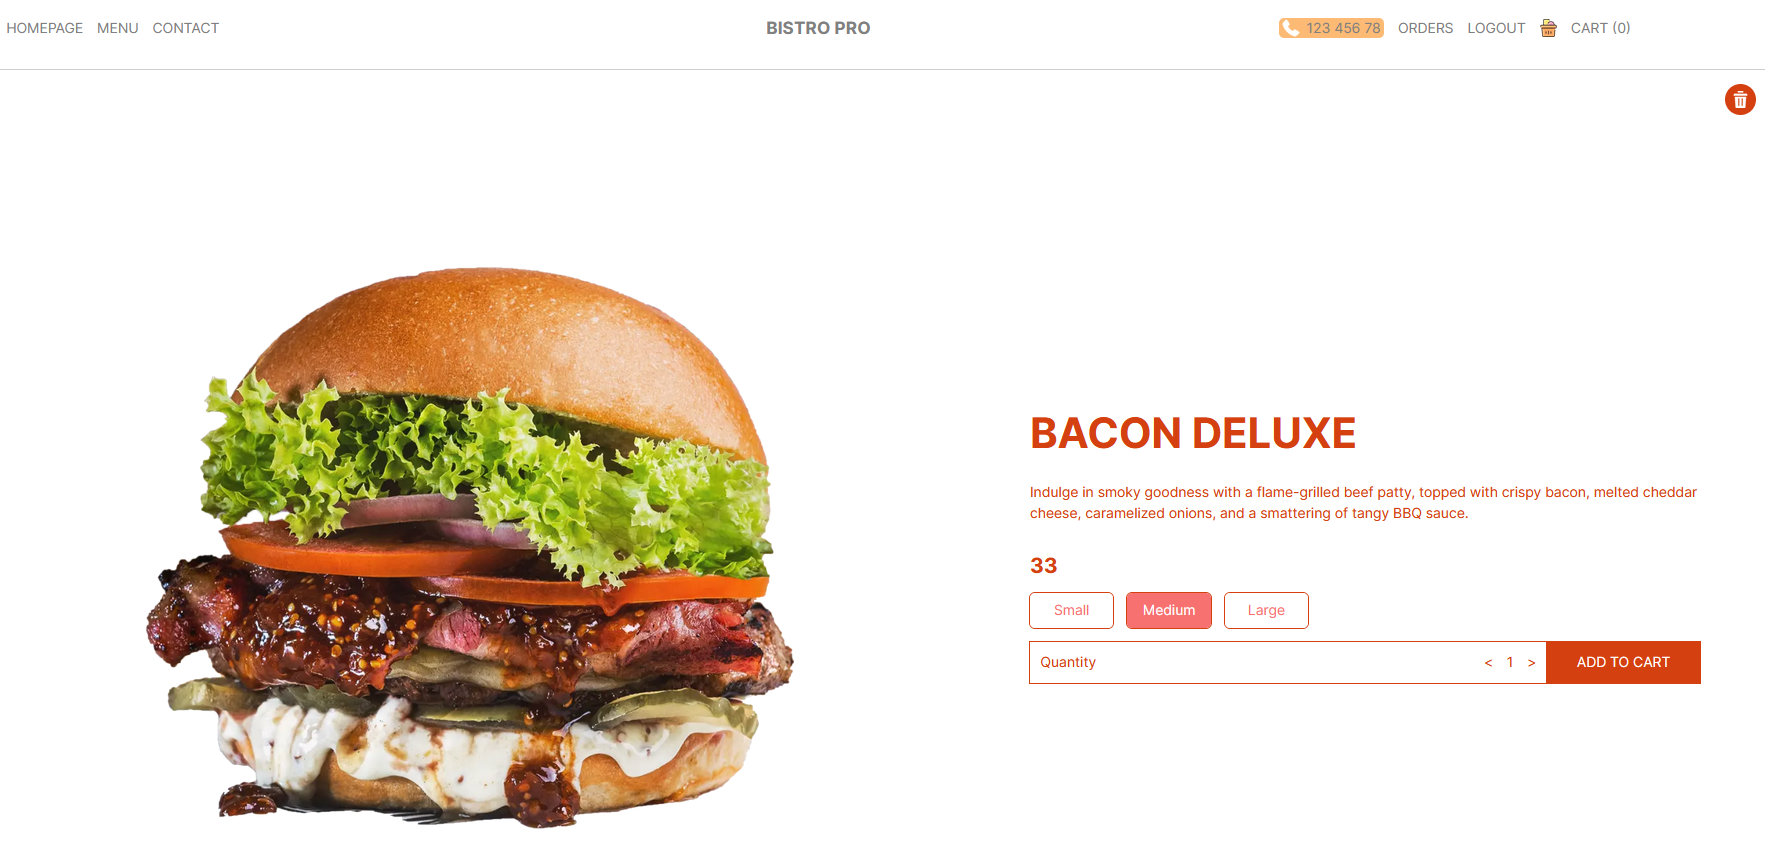 HOMEPAGE MENU CONTACT BISTRO PRO 123 456 78 ORDERS LOGOUT CART (0)
BACON DELUXE
Indulge in smoky goodness with a flame-grilled beef patty, topped with crispy bacon, melted cheddar
cheese, caramelized onions, and a smattering of tangy BBQ sauce.
33
Small Medium Large
Quantity < 1 > ADD TO CART